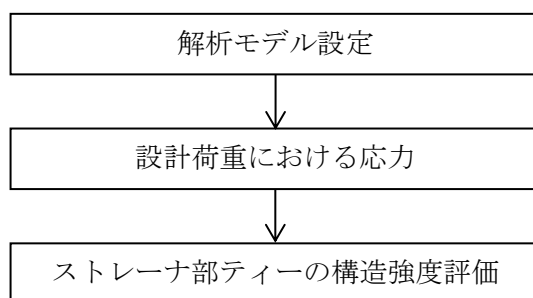 解析モデル設定
設計荷重における応力
ストレーナ部ティーの構造強度評価